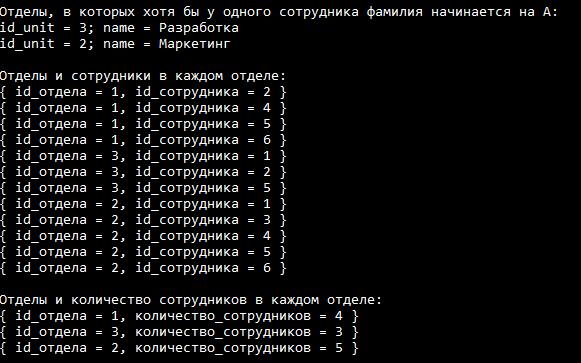 Отделы, в которых хотя бы у одного сотрудника фамилия начинается на А:
id_unit = 3; name = Разработка
id_unit = 2; name = Маркетинг
Отделы и сотрудники в каждом отделе:
{ id_отдела = 1, id_сотрудника = 2 }
{ id_отдела = 1, id_сотрудника = 4 }
{ id_отдела = 1, id_сотрудника = 5 }
{ id_отдела = 1, id_сотрудника = 6 }
{ id_отдела = 3, id_сотрудника = 1 }
{ id_отдела = 3, id_сотрудника = 2 }
{ id_отдела = 3, id_сотрудника = 5 }
{ id_отдела = 2, id_сотрудника = 1 }
{ id_отдела = 2, id_сотрудника = 3 }
{ id_отдела = 2, id_сотрудника = 4 }
{ id_отдела = 2, id_сотрудника = 5 }
{ id_отдела = 2, id_сотрудника = 6 }
Отделы и количество сотрудников в каждом отделе:
{ id_отдела = 1, количество_сотрудников = 4 }
{ id_отдела = 3, количество_сотрудников = 3 }
{ id_отдела = 2, количество_сотрудников = 5 }